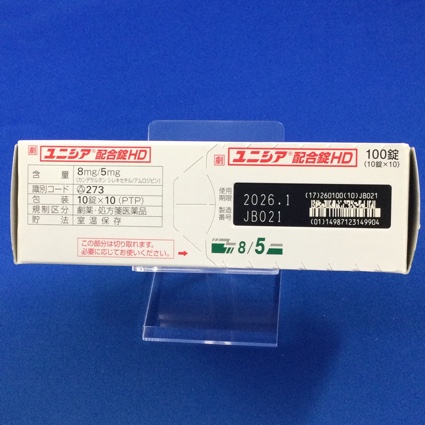 劇 ユニシア®配合錠HD
含量 8mg/5mg
(カンデサルタン シレキセチル/アムロジピン)
識別コード 273
包装 10錠×10 (PTP)
規制区分 劇薬・処方箋医薬品
貯法 室温保存
この部分は切り取れます。
必要に応じてお使いください。
劇 ユニシア®配合錠HD 100錠
(10錠×10)
使用期限 2026.1
製造番号 JB021
(17)260100(10)JB021
(01)14987123149904
8/5